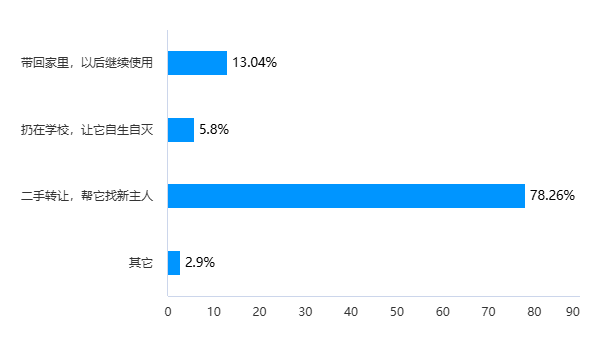 带回家里，以后继续使用 13.04%
扔在学校，让它自生自灭 5.8%
二手转让，帮它找新主人 78.26%
其它 2.9%
0 10 20 30 40 50 60 70 80 90